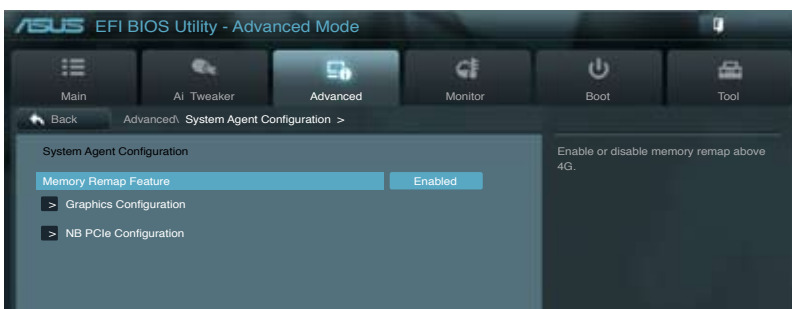 ASUS EFI BIOS Utility - Advanced Mode
Main Ai Tweaker Advanced Monitor Boot Tool
Back Advanced\ System Agent Configuration >
System Agent Configuration
Memory Remap Feature Enabled
> Graphics Configuration
> NB PCIe Configuration
Enable or disable memory remap above
4G.